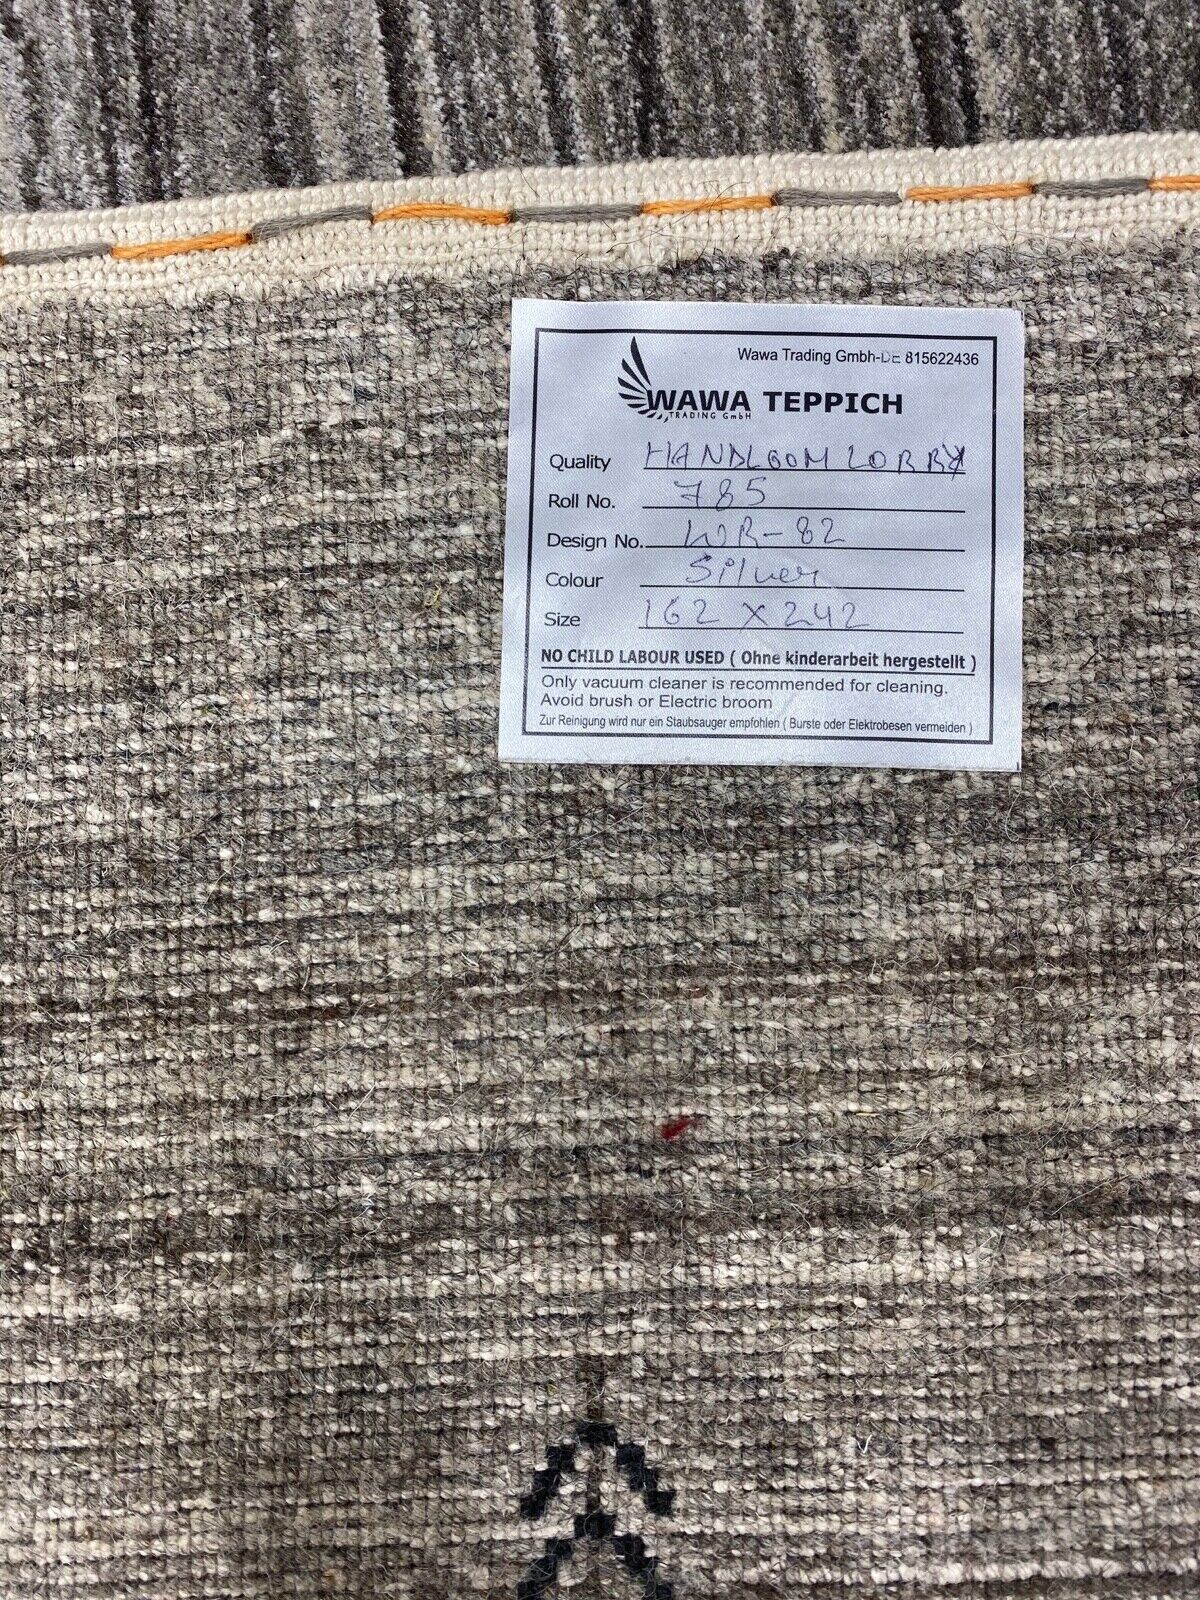 Wawa Trading Gmbh-DE 815622436
WAWA TEPPICH
TRADING GmbH
Quality HANDLOOM LORRY
Roll No. 785
Design No. LOR-82
Colour Silver
Size 162 X 242
NO CHILD LABOUR USED ( Ohne kinderarbeit hergestellt )
Only vacuum cleaner is recommended for cleaning.
Avoid brush or Electric broom
Zur Reinigung wird nur ein Staubsauger empfohlen ( Burste oder Elektrobesen vermeiden )